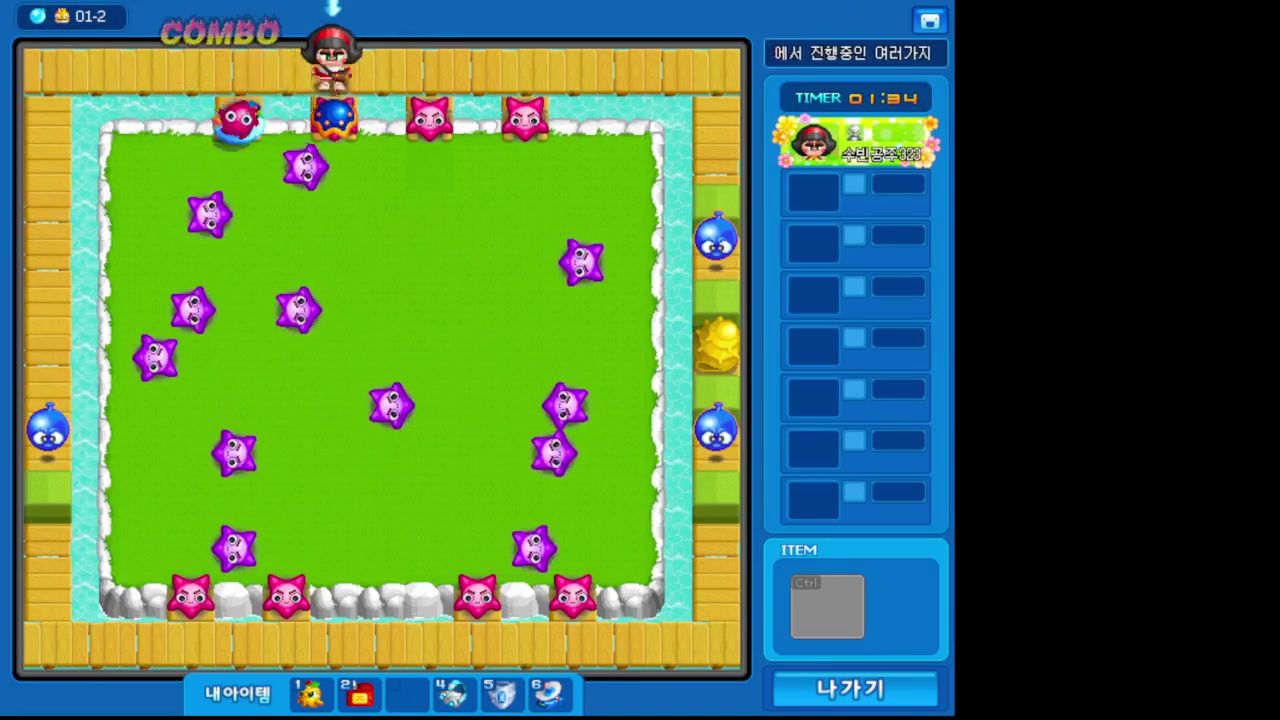 01-2
COMBO
에서 진행중인 여러가지
TIMER 01:34
수빈공주323
ITEM
Ctrl
내아이템
1
2
4
5
6
나가기